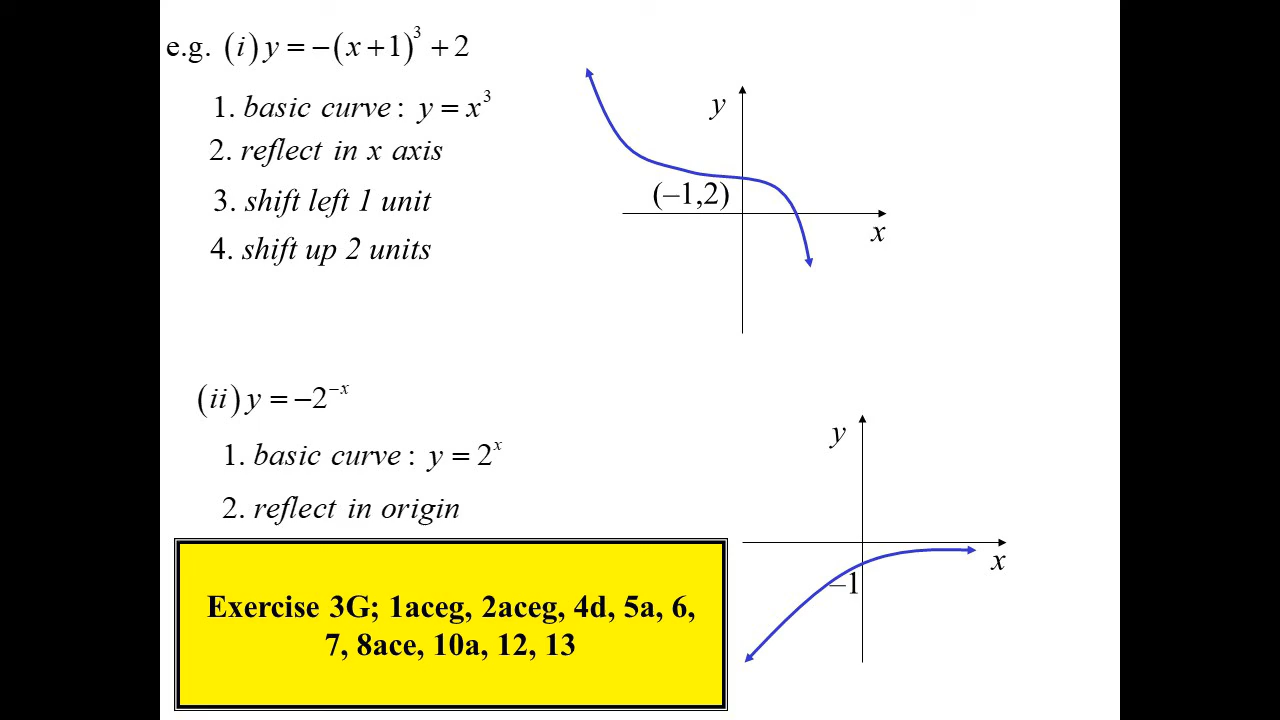 e.g. (i) y = −(x+1)³ + 2
1. basic curve : y = x³
2. reflect in x axis
3. shift left 1 unit
4. shift up 2 units
y
(–1,2)
x
(ii) y = −2⁻ˣ
1. basic curve : y = 2ˣ
2. reflect in origin
y
x
–1
Exercise 3G; 1aceg, 2aceg, 4d, 5a, 6,
7, 8ace, 10a, 12, 13